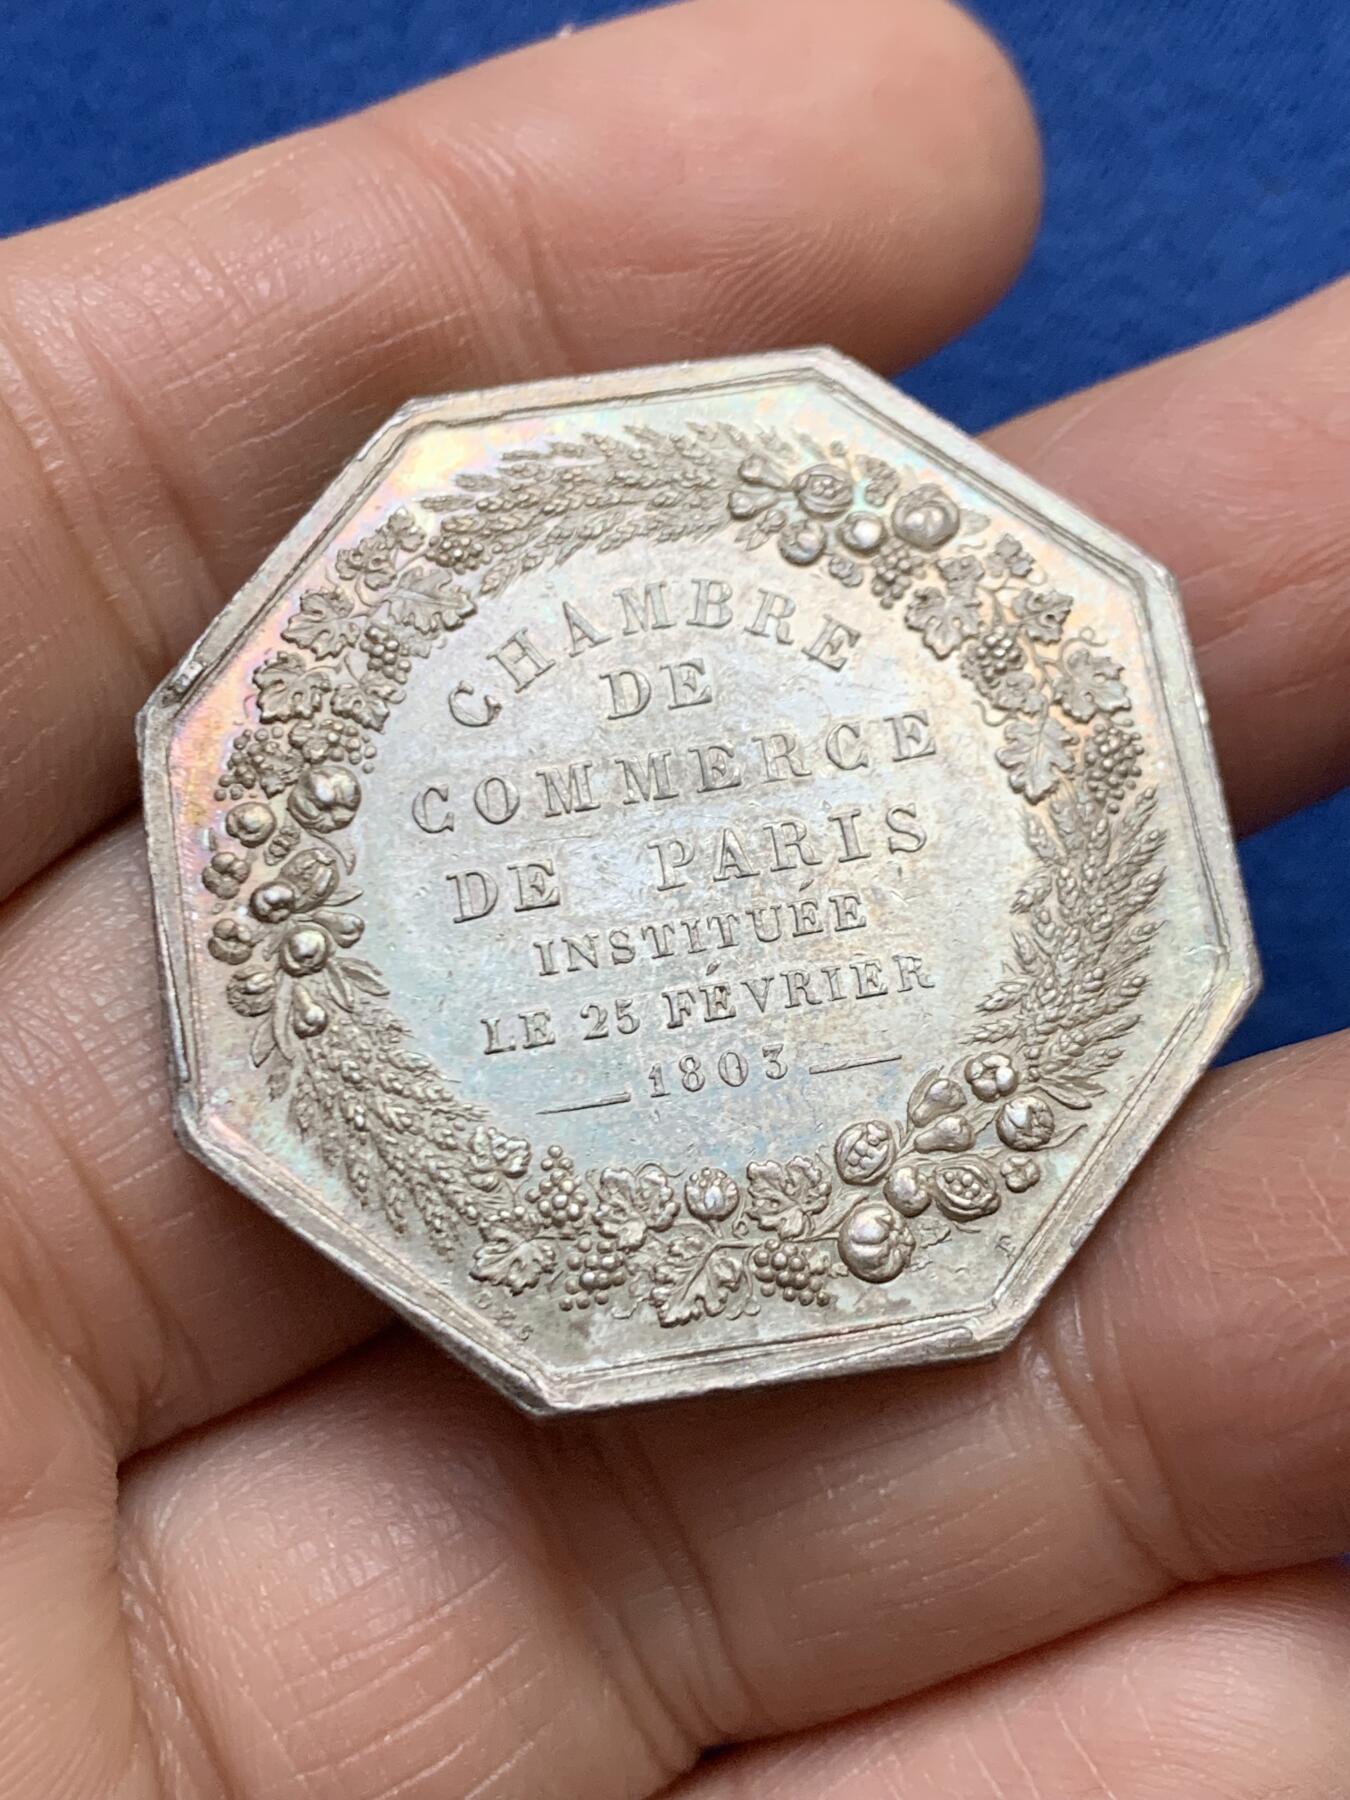 CHAMBRE
DE
COMMERCE
DE PARIS
INSTITUÉE
LE 25 FÉVRIER
1803